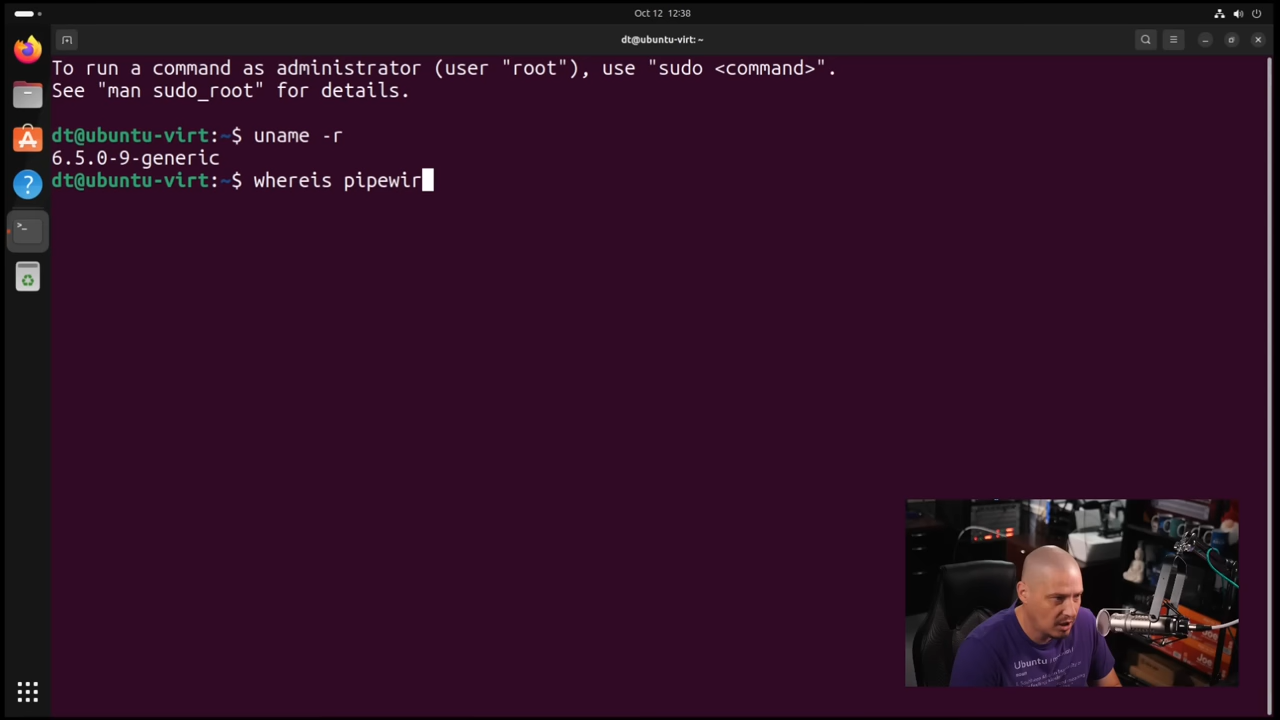 Oct 12 12:38
dt@ubuntu-virt: ~
To run a command as administrator (user "root"), use "sudo <command>".
See "man sudo_root" for details.
dt@ubuntu-virt:~$ uname -r
6.5.0-9-generic
dt@ubuntu-virt:~$ whereis pipewir
Ubuntu